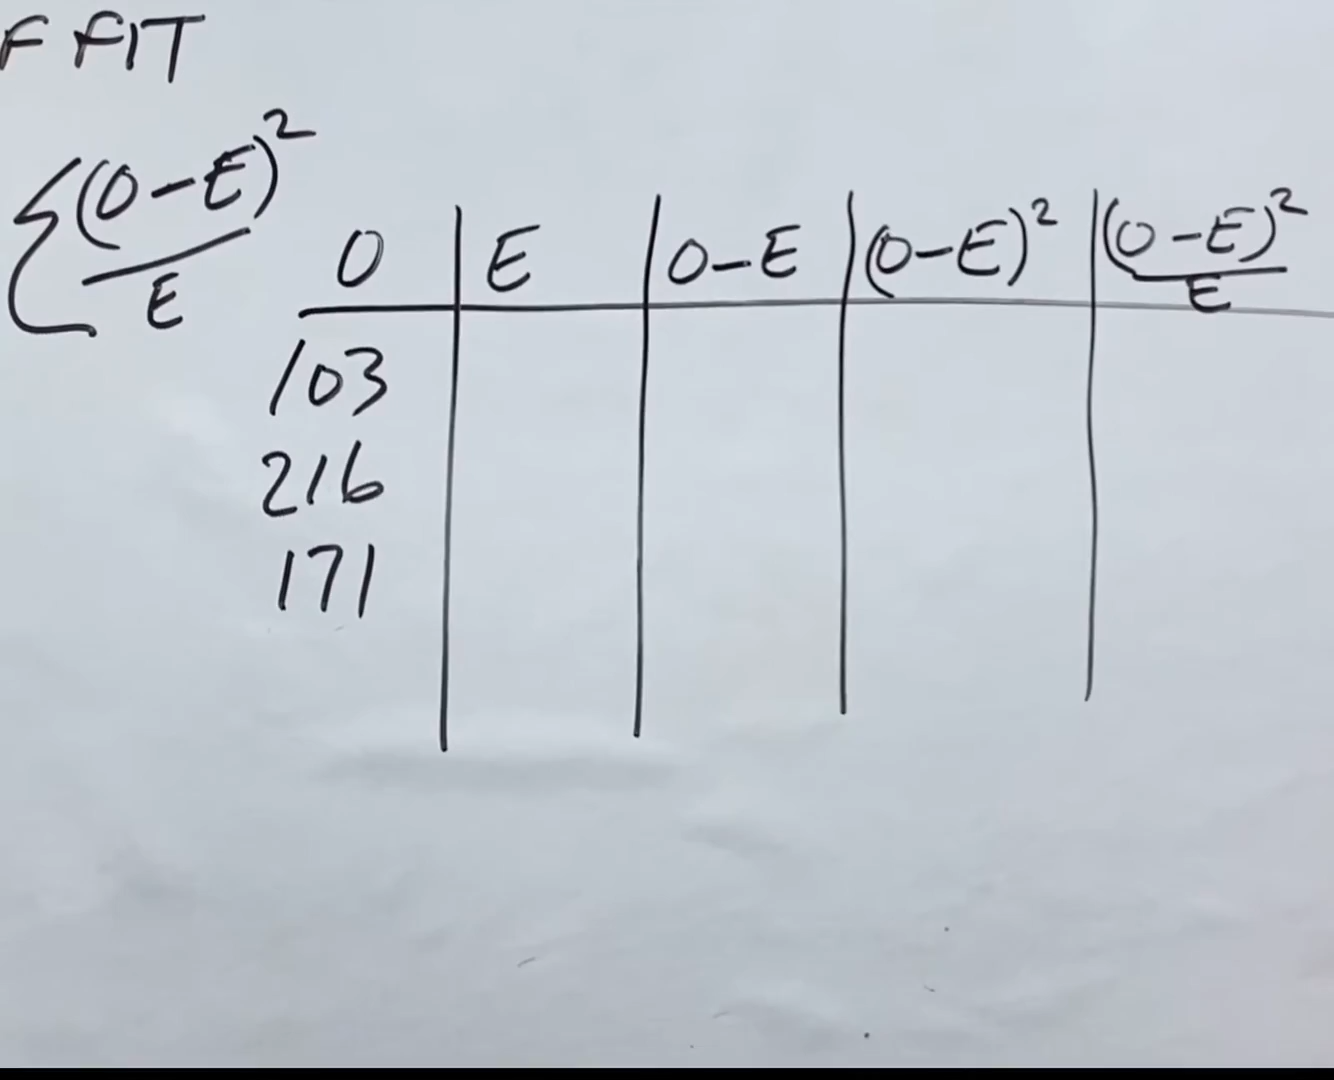 F FIT
Σ(O-E)²/E
O | E | O-E | (O-E)² | (O-E)²/E
103
216
171